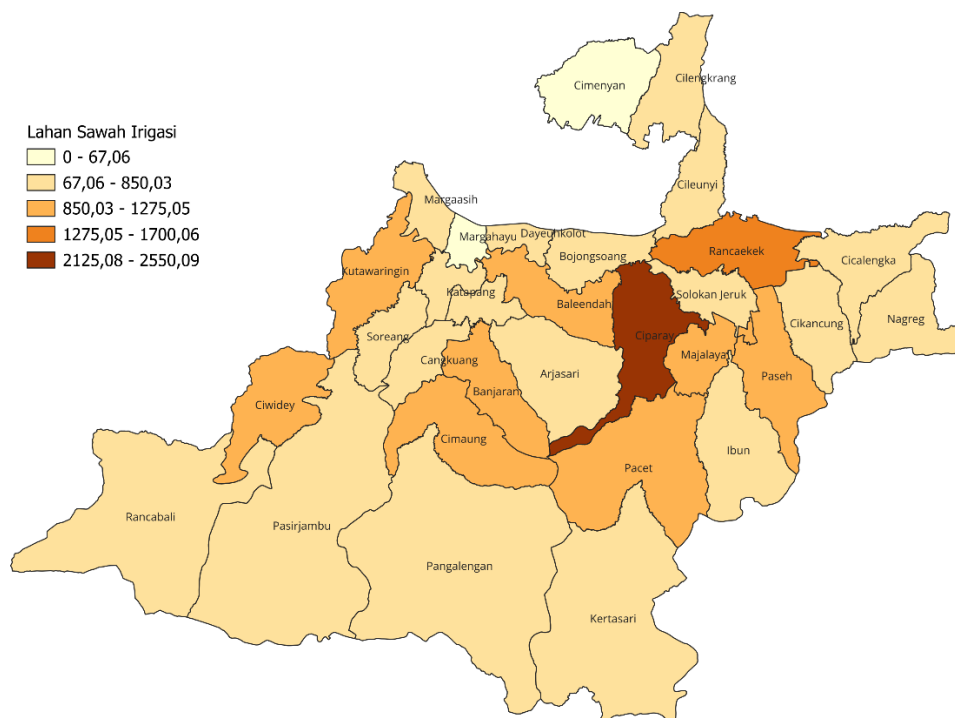 Lahan Sawah Irigasi
0 - 67,06
67,06 - 850,03
850,03 - 1275,05
1275,05 - 1700,06
2125,08 - 2550,09
Cimenyan
Cilengkrang
Cileunyi
Margaasih
Margahayu
Dayeuhkolot
Bojongsoang
Rancaekek
Cicalengka
Kutawaringin
Katapang
Baleendah
Solokan Jeruk
Cikancung
Nagreg
Soreang
Cangkuang
Ciparay
Majalaya
Arjasari
Paseh
Ciwidey
Banjaran
Cimaung
Ibun
Pacet
Rancabali
Pasirjambu
Pangalengan
Kertasari